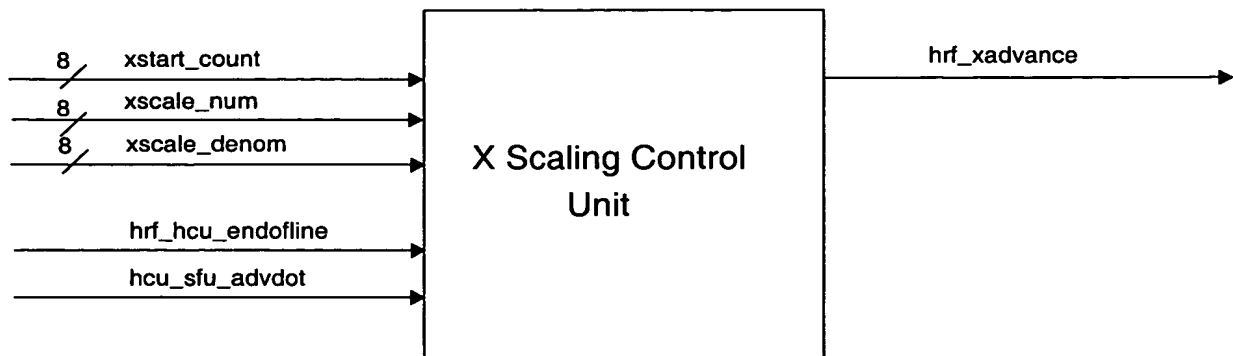 8 xstart_count
hrf_xadvance
8 xscale_num
8 xscale_denom
X Scaling Control
Unit
hrf_hcu_endofline
hcu_sfu_advdot